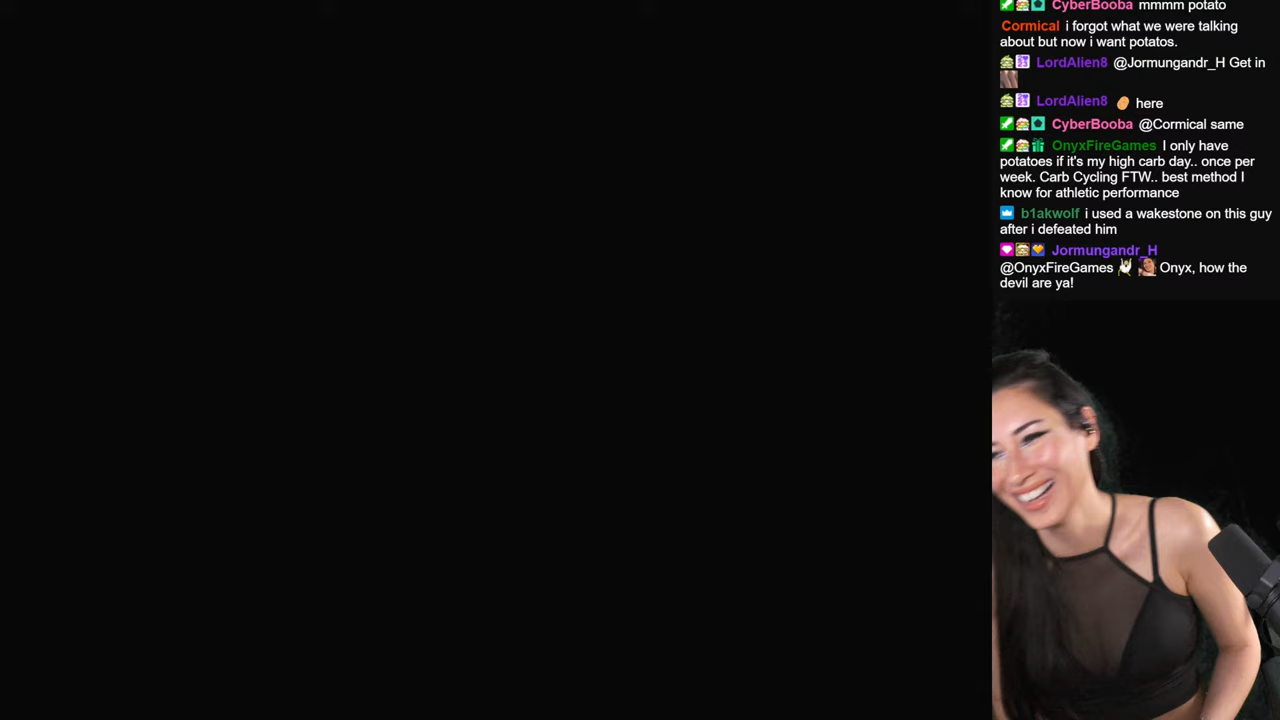 CyberBooba mmmm potato
Cormical i forgot what we were talking
about but now i want potatos.
LordAlien8 @Jormungandr_H Get in
LordAlien8 here
CyberBooba @Cormical same
OnyxFireGames I only have
potatoes if it's my high carb day.. once per
week. Carb Cycling FTW.. best method I
know for athletic performance
b1akwolf i used a wakestone on this guy
after i defeated him
Jormungandr_H
@OnyxFireGames Onyx, how the
devil are ya!